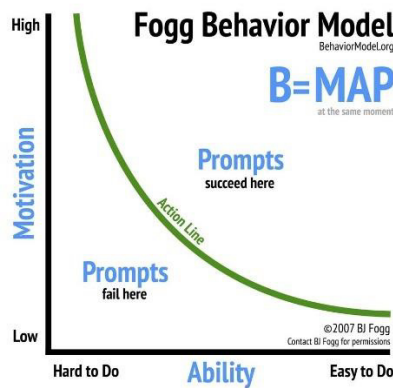 High
Fogg Behavior Model
BehaviorModel.org
B=MAP
at the same moment
Motivation
Prompts
succeed here
Action Line
Prompts
fail here
©2007 BJ Fogg
Contact BJ Fogg for permissions
Low
Hard to Do
Ability
Easy to Do